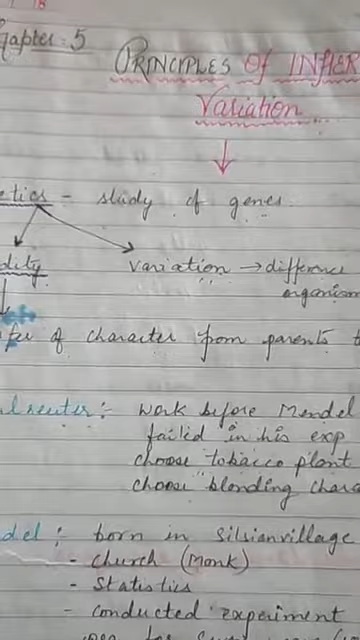 Chapter: 5
PRINCIPLES Of INHER
Variation
etics - study of genes
dity variation → difference
organism
fer of character from parents t
lreuter :- work before Mendel
failed in his exp
choose "tobacco plant
choose "blending chara
del :- born in Silsianvillage
- Church (Monk)
- Statistics
- conducted experiment